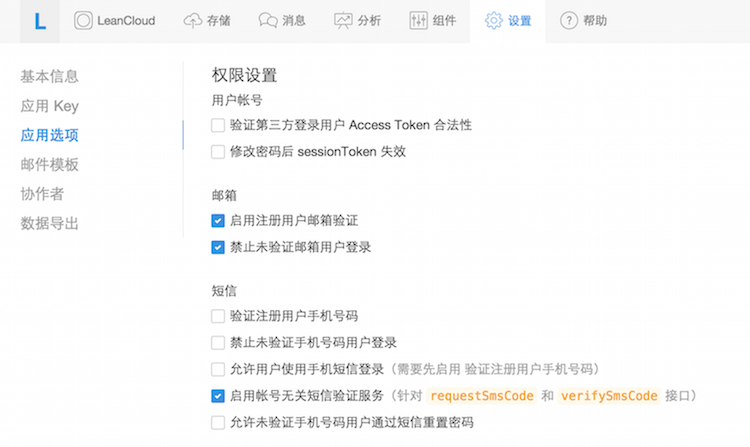 L LeanCloud 存储 消息 分析 组件 设置 ? 帮助
基本信息
应用 Key
应用选项
邮件模板
协作者
数据导出
权限设置
用户帐号
验证第三方登录用户 Access Token 合法性
修改密码后 sessionToken 失效
邮箱
启用注册用户邮箱验证
禁止未验证邮箱用户登录
短信
验证注册用户手机号码
禁止未验证手机号码用户登录
允许用户使用手机短信登录（需要先启用 验证注册用户手机号码）
启用帐号无关短信验证服务（针对 requestSmsCode 和 verifySmsCode 接口）
允许未验证手机号码用户通过短信重置密码